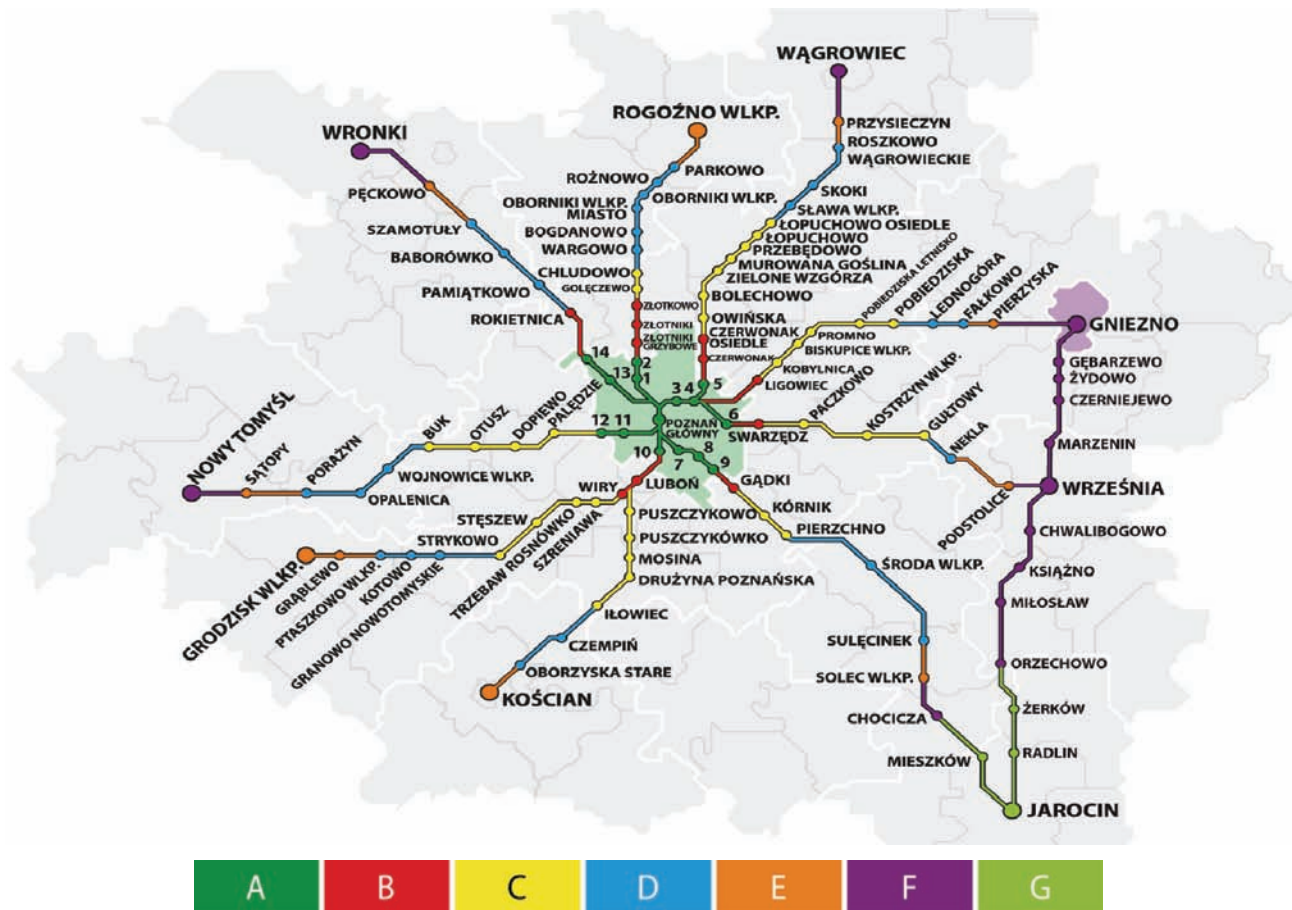 WĄGROWIEC
PRZYSIECZYN
ROSZKOWO
WĄGROWIECKIE
SKOKI
SŁAWA WLKP.
ŁOPUCHOWO OSIEDLE
ŁOPUCHOWO
PRZEBĘDOWO
MUROWANA GOŚLINA
ZIELONE WZGÓRZA
BOLECHOWO
OWIŃSKA
CZERWONAK
OSIEDLE
CZERWONAK
ROGOŹNO WLKP.
PARKOWO
ROŻNOWO
OBORNIKI WLKP.
OBORNIKI WLKP.
MIASTO
BOGDANOWO
WARGOWO
CHLUDOWO
GOLĘCZEWO
ZŁOTKOWO
ZŁOTNIKI
ZŁOTNIKI
GRZYBOWE
WRONKI
PĘCKOWO
SZAMOTUŁY
BABORÓWKO
PAMIĄTKOWO
ROKIETNICA
14
13
2
1
3
4
5
6
12
11
POZNAŃ
GŁÓWNY
10
7
8
9
LIGOWIEC
KOBYLNICA
BISKUPICE WLKP.
PROMNO
POBIEDZISKA LETNISKO
POBIEDZISKA
LEDNOGÓRA
FAŁKOWO
PIERZYSKA
GNIEZNO
GĘBARZEWO
ŻYDOWO
CZERNIEJEWO
MARZENIN
WRZEŚNIA
CHWALIBOGOWO
KSIĄŻNO
MIŁOSŁAW
ORZECHOWO
ŻERKÓW
RADLIN
JAROCIN
SWARZĘDZ
PACZKOWO
KOSTRZYN WLKP.
GUŁTOWY
NEKLA
PODSTOLICE
NOWY TOMYŚL
SĄTOPY
PORAŻYN
OPALENICA
WOJNOWICE WLKP.
BUK
OTUSZ
DOPIEWO
PALĘDZIE
LUBOŃ
WIRY
SZRENIAWA
TRZEBAW ROSNÓWKO
STĘSZEW
STRYKOWO
GRANOWO NOWOTOMYSKIE
KOTOWO
PTASZKOWO WLKP.
GRĄBLEWO
GRODZISK WLKP.
PUSZCZYKOWO
PUSZCZYKÓWKO
MOSINA
DRUŻYNA POZNAŃSKA
IŁOWIEC
CZEMPIŃ
OBORZYSKA STARE
KOŚCIAN
GĄDKI
KÓRNIK
PIERZCHNO
ŚRODA WLKP.
SULĘCINEK
SOLEC WLKP.
CHOCICZA
MIESZKÓW
A B C D E F G